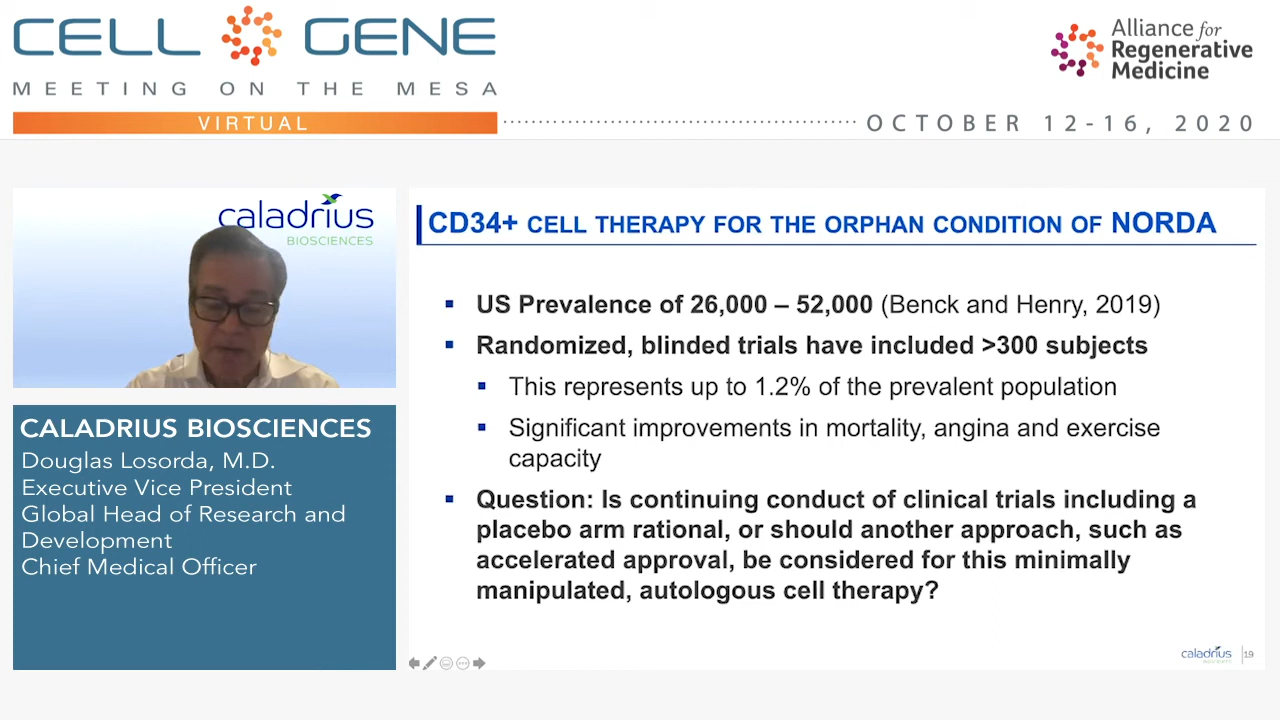 CELL GENE
MEETING ON THE MESA
VIRTUAL
Alliance for
Regenerative
Medicine
OCTOBER 12-16, 2020
caladrius
BIOSCIENCES
CALADRIUS BIOSCIENCES
Douglas Losorda, M.D.
Executive Vice President
Global Head of Research and
Development
Chief Medical Officer
CD34+ CELL THERAPY FOR THE ORPHAN CONDITION OF NORDA
US Prevalence of 26,000 – 52,000 (Benck and Henry, 2019)
Randomized, blinded trials have included >300 subjects
This represents up to 1.2% of the prevalent population
Significant improvements in mortality, angina and exercise
capacity
Question: Is continuing conduct of clinical trials including a
placebo arm rational, or should another approach, such as
accelerated approval, be considered for this minimally
manipulated, autologous cell therapy?
caladrius
19